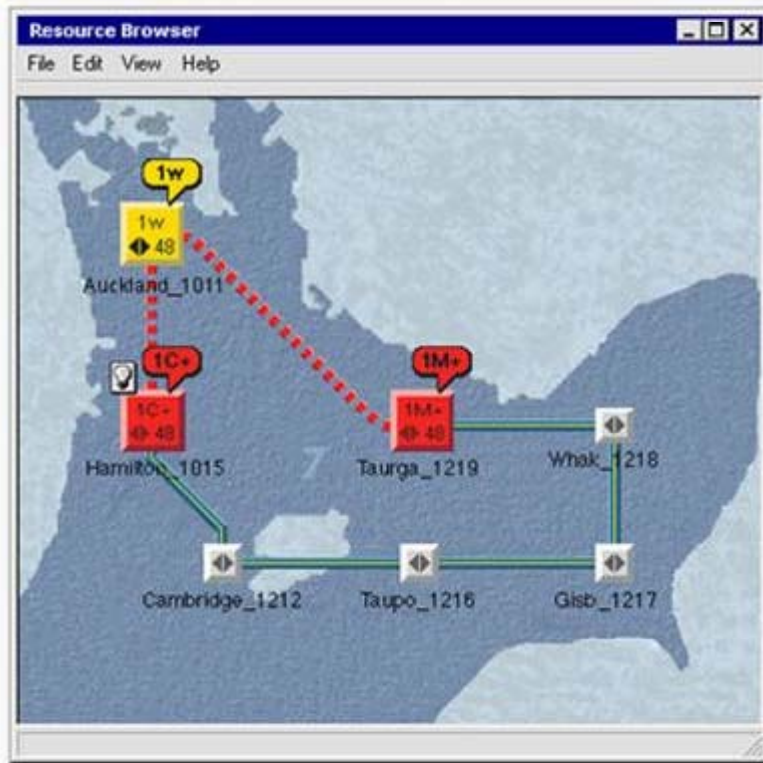 Resource Browser
File Edit View Help
1w
1w
48
Auckland_1011
1C+
1M+
1C+
48
1M+
48
Hamilton_1015
Taurga_1219
Whak_1218
Cambridge_1212
Taupo_1216
Gisb_1217